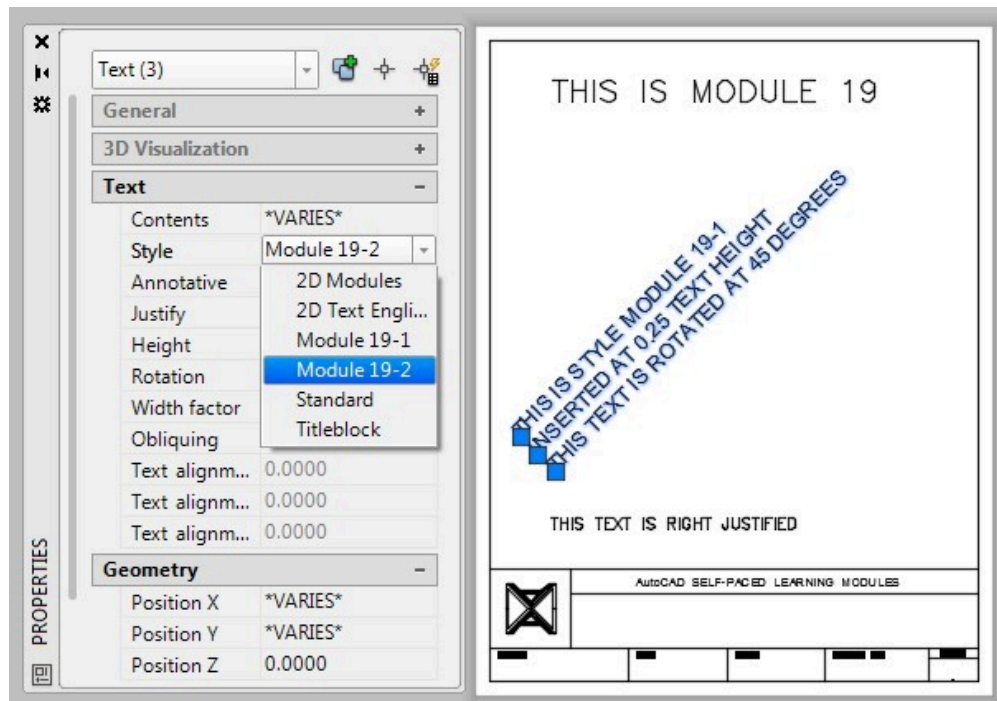 Text (3)
General
3D Visualization
Text
Contents *VARIES*
Style Module 19-2
Annotative
Justify
Height
Rotation
Width factor
Obliquing
2D Modules
2D Text Engli...
Module 19-1
Module 19-2
Standard
Titleblock
Text alignm... 0.0000
Text alignm... 0.0000
Text alignm... 0.0000
Geometry
Position X *VARIES*
Position Y *VARIES*
Position Z 0.0000
PROPERTIES
THIS IS MODULE 19
THIS IS STYLE MODULE 19-1
INSERTED AT 0.25 TEXT HEIGHT
THIS TEXT IS ROTATED AT 45 DEGREES
THIS TEXT IS RIGHT JUSTIFIED
AutoCAD SELF-PACED LEARNING MODULES